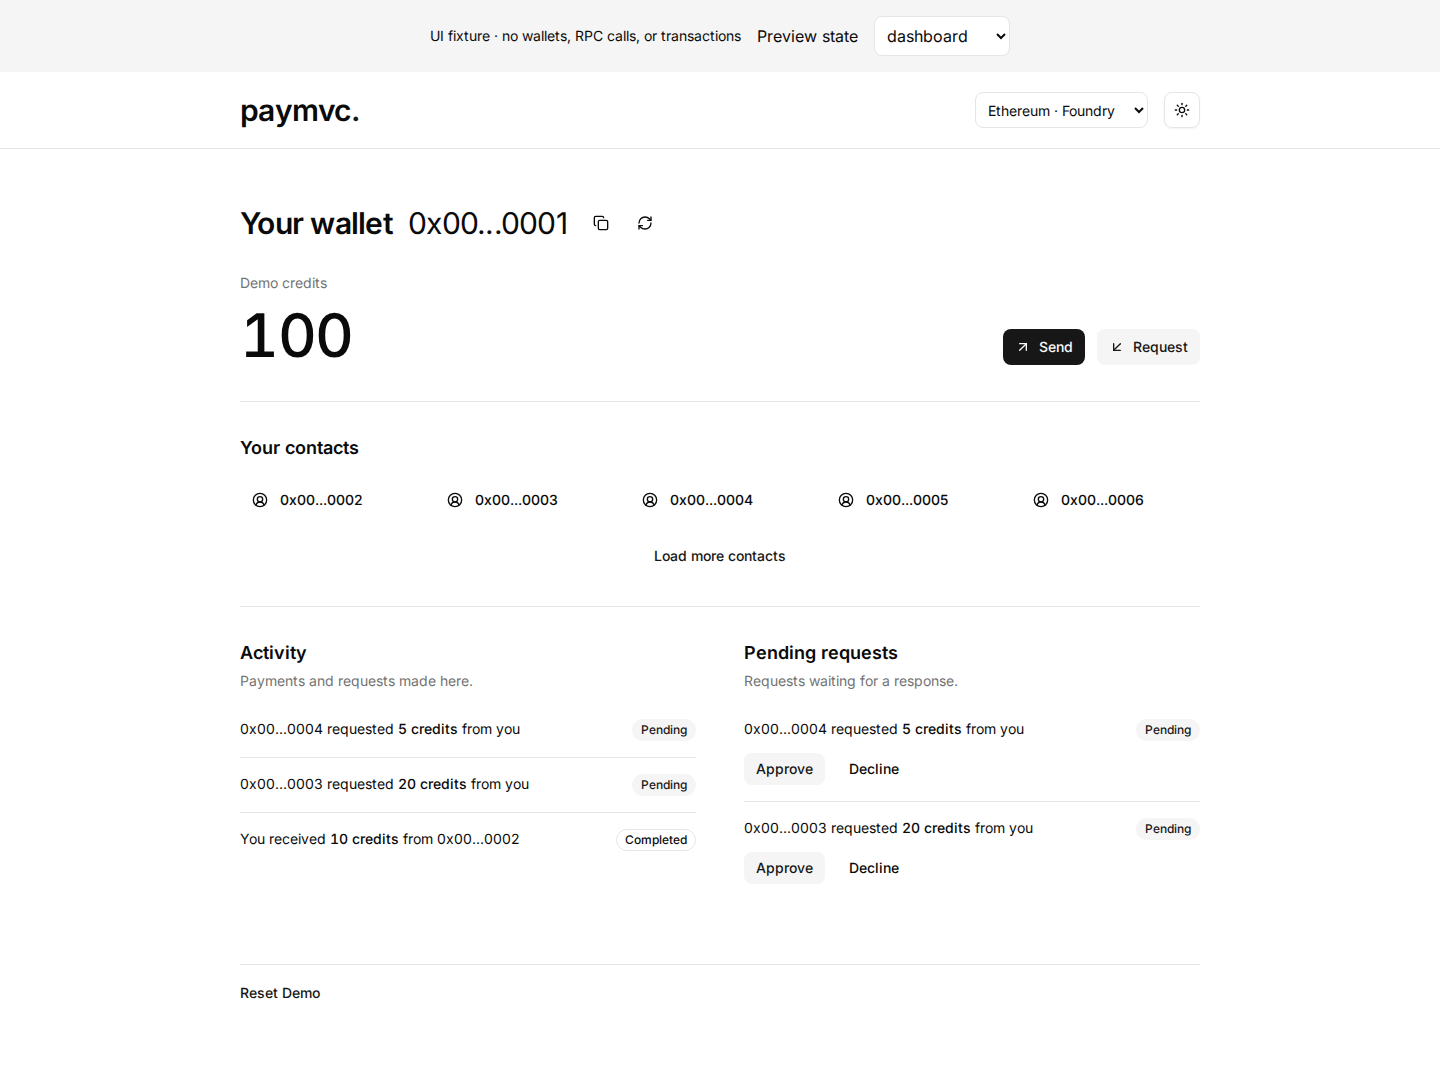 UI fixture · no wallets, RPC calls, or transactions Preview state dashboard
paymvc. Ethereum · Foundry
Your wallet 0x00...0001
Demo credits
100
Send Request
Your contacts
0x00...0002 0x00...0003 0x00...0004 0x00...0005 0x00...0006
Load more contacts
Activity
Payments and requests made here.
0x00...0004 requested 5 credits from you Pending
0x00...0003 requested 20 credits from you Pending
You received 10 credits from 0x00...0002 Completed
Pending requests
Requests waiting for a response.
0x00...0004 requested 5 credits from you Pending
Approve Decline
0x00...0003 requested 20 credits from you Pending
Approve Decline
Reset Demo